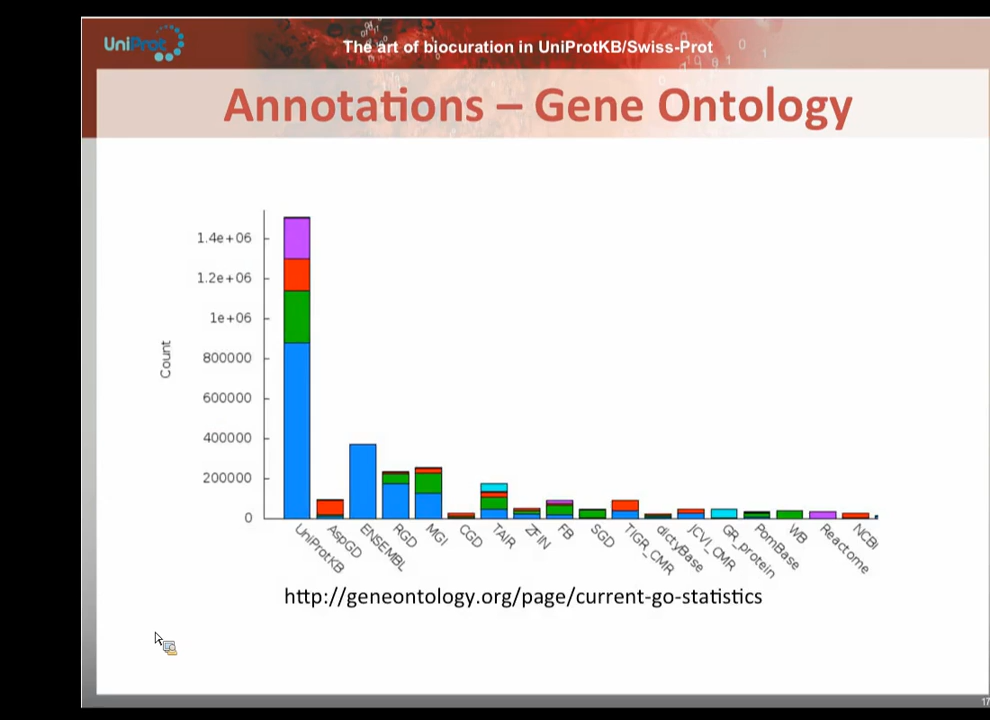 UniProt
The art of biocuration in UniProtKB/Swiss-Prot
Annotations – Gene Ontology
1.4e+06
1.2e+06
1e+06
800000
600000
400000
200000
0
Count
UniProtKB
AspGD
ENSEMBL
RGD
MGI
CGD
TAIR
ZFIN
FB
SGD
TIGR_CMR
dictyBase
JCVI_CMR
GR_protein
PomBase
WB
Reactome
NCBI
http://geneontology.org/page/current-go-statistics
17